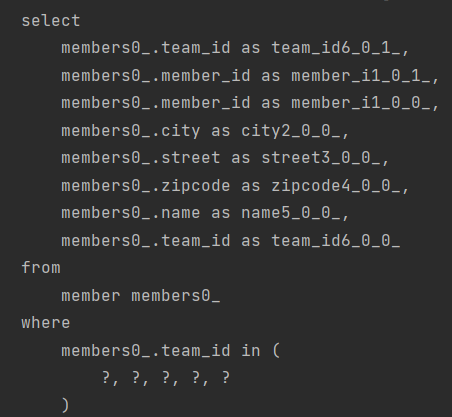 select
members0_.team_id as team_id6_0_1_,
members0_.member_id as member_i1_0_1_,
members0_.member_id as member_i1_0_0_,
members0_.city as city2_0_0_,
members0_.street as street3_0_0_,
members0_.zipcode as zipcode4_0_0_,
members0_.name as name5_0_0_,
members0_.team_id as team_id6_0_0_
from
member members0_
where
members0_.team_id in (
?, ?, ?, ?, ?
)